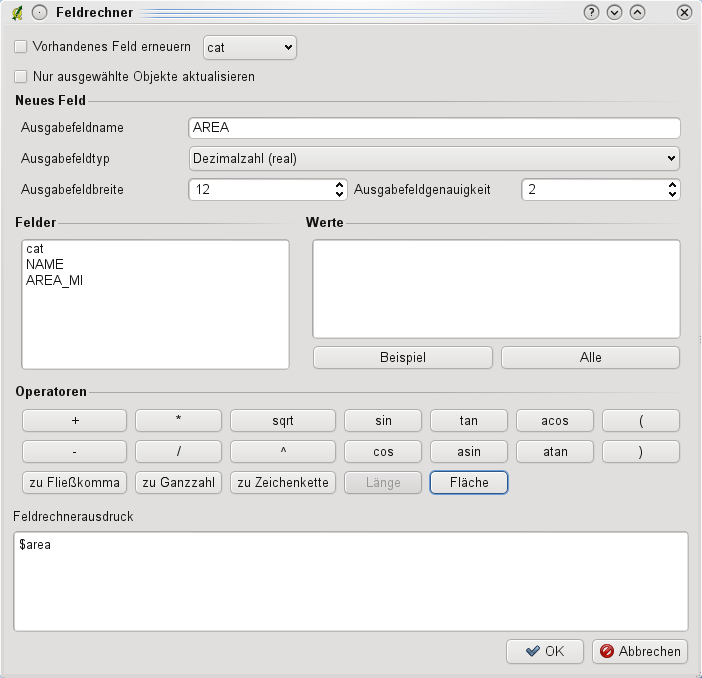 Feldrechner
Vorhandenes Feld erneuern cat
Nur ausgewählte Objekte aktualisieren
Neues Feld
Ausgabefeldname AREA
Ausgabefeldtyp Dezimalzahl (real)
Ausgabefeldbreite 12 Ausgabefeldgenauigkeit 2
Felder Werte
cat
NAME
AREA_MI
Beispiel Alle
Operatoren
+ * sqrt sin tan acos (
- / ^ cos asin atan )
zu Fließkomma zu Ganzzahl zu Zeichenkette Länge Fläche
Feldrechnerausdruck
$area
OK Abbrechen